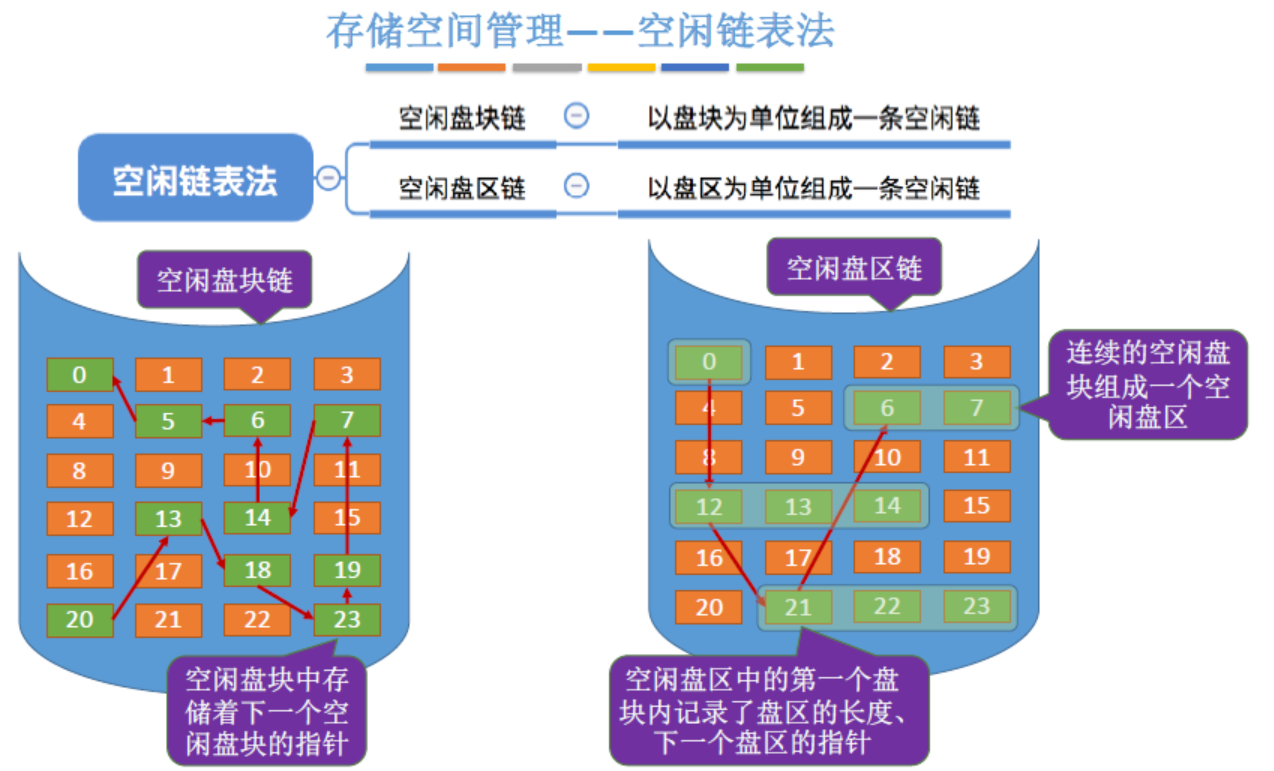 存储空间管理——空闲链表法
空闲链表法
空闲盘块链
以盘块为单位组成一条空闲链
空闲盘区链
以盘区为单位组成一条空闲链
空闲盘块链
0 1 2 3
4 5 6 7
8 9 10 11
12 13 14 15
16 17 18 19
20 21 22 23
空闲盘块中存
储着下一个空
闲盘块的指针
空闲盘区链
0 1 2 3
4 5 6 7
8 9 10 11
12 13 14 15
16 17 18 19
20 21 22 23
连续的空闲盘
块组成一个空
闲盘区
空闲盘区中的第一个盘
块内记录了盘区的长度、
下一个盘区的指针